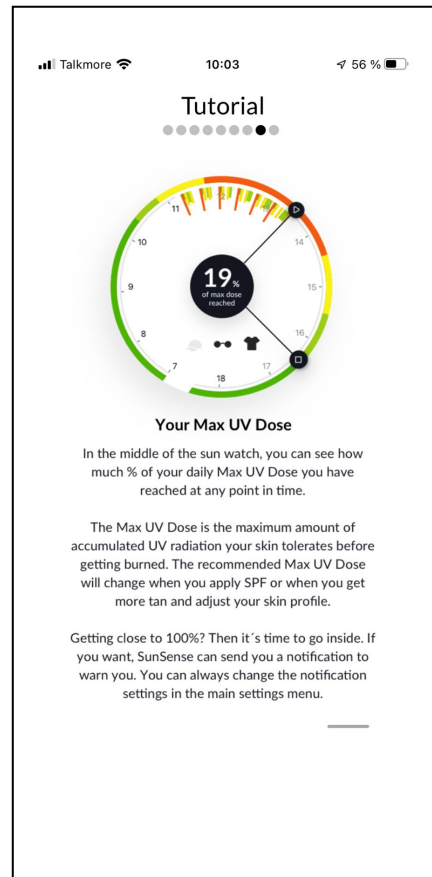 Talkmore 10:03 56 %
Tutorial
11
10
14
9
15
8
16
7
17
18
19%
of max dose
reached
Your Max UV Dose
In the middle of the sun watch, you can see how
much % of your daily Max UV Dose you have
reached at any point in time.
The Max UV Dose is the maximum amount of
accumulated UV radiation your skin tolerates before
getting burned. The recommended Max UV Dose
will change when you apply SPF or when you get
more tan and adjust your skin profile.
Getting close to 100%? Then it´s time to go inside. If
you want, SunSense can send you a notification to
warn you. You can always change the notification
settings in the main settings menu.